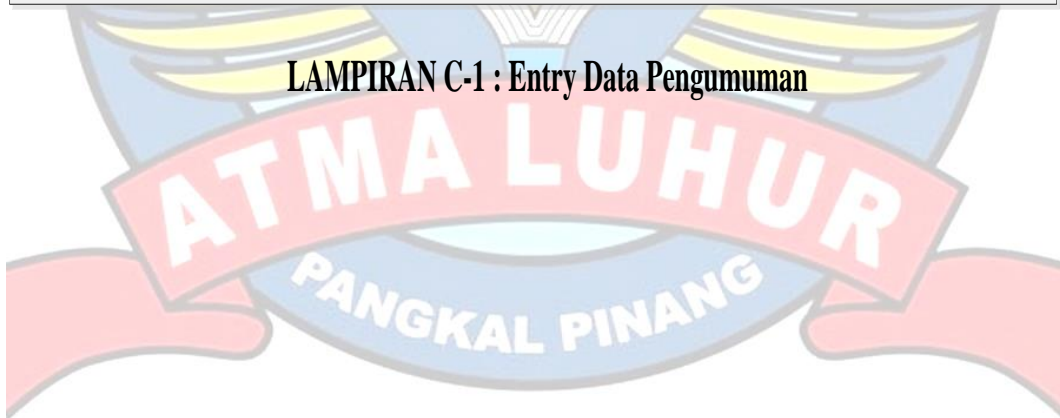 LAMPIRAN C-1 : Entry Data Pengumuman
ATMA LUHUR
PANGKAL PINANG